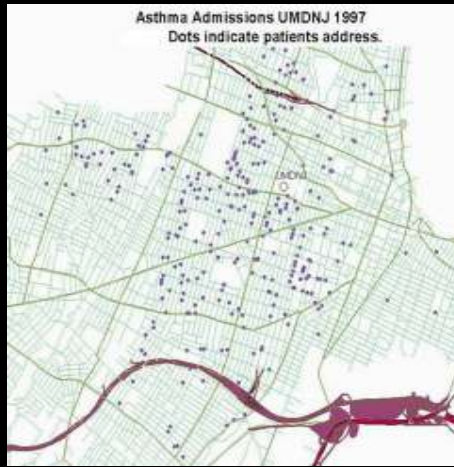 Asthma Admissions UMDNJ 1997
Dots indicate patients address.
UMDNJ